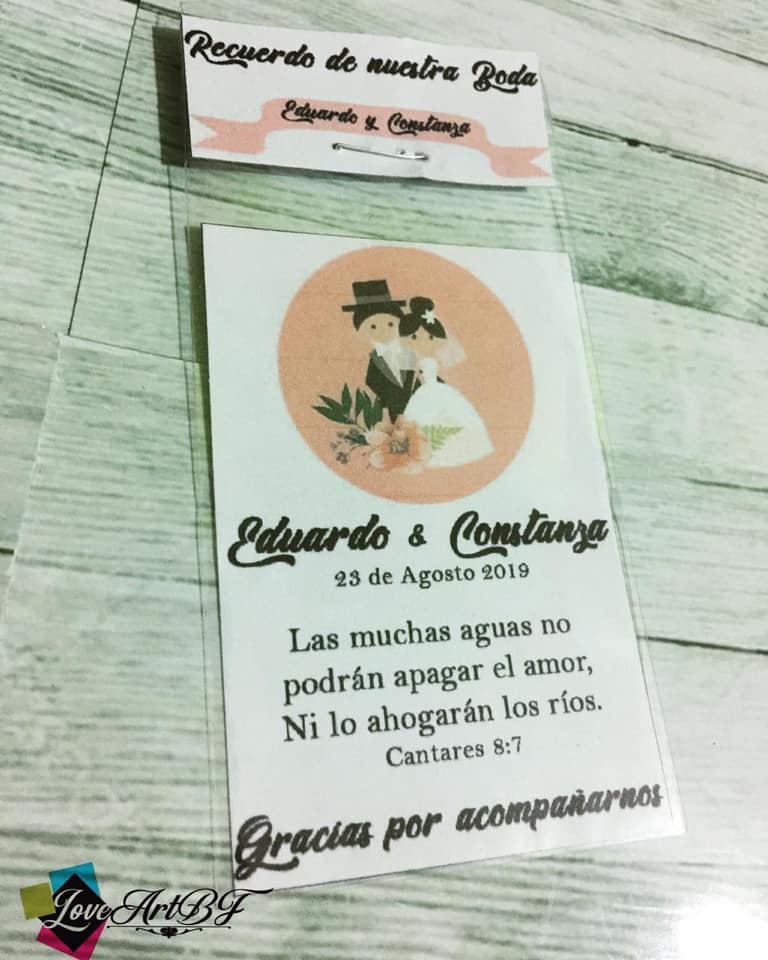 Recuerdo de nuestra Boda
Eduardo y Constanza
Eduardo & Constanza
23 de Agosto 2019
Las muchas aguas no
podrán apagar el amor,
Ni lo ahogarán los ríos.
Cantares 8:7
Gracias por acompañarnos
LoveArtBF